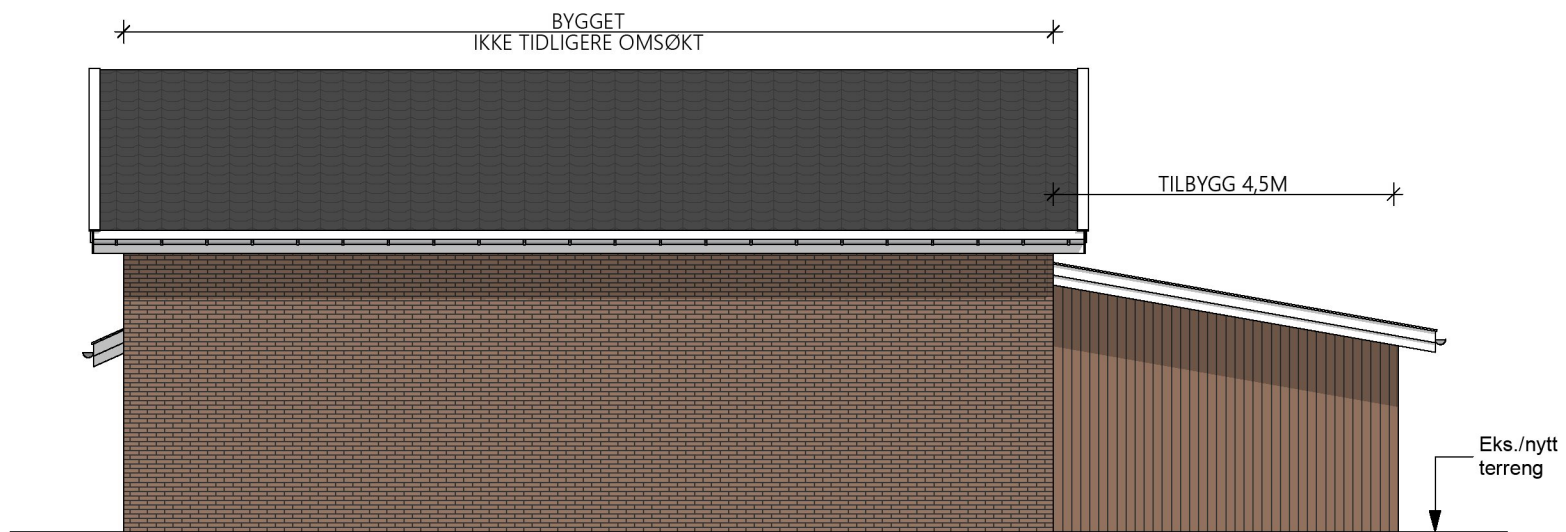 BYGGET
IKKE TIDLIGERE OMSØKT
TILBYGG 4,5M
Eks./nytt
terreng